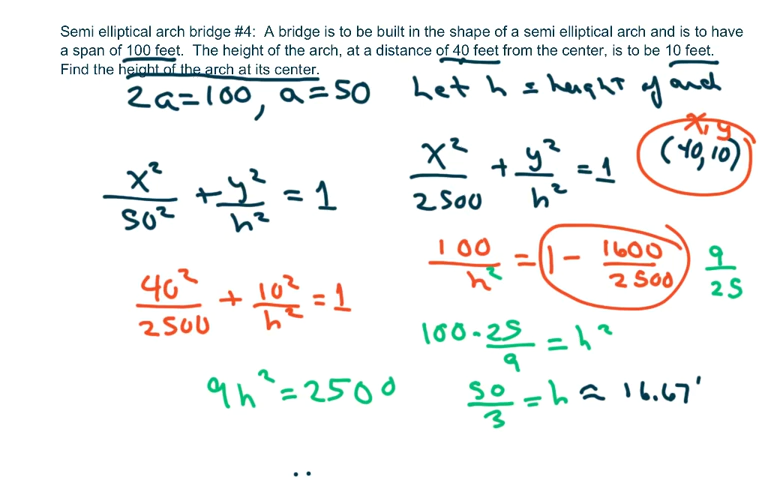 Semi elliptical arch bridge #4:  A bridge is to be built in the shape of a semi elliptical arch and is to have
a span of 100 feet.  The height of the arch, at a distance of 40 feet from the center, is to be 10 feet.
Find the height of the arch at its center.
2a=100, a=50
Let h = height of arch
x²/50² + y²/h² = 1
x²/2500 + y²/h² = 1
x, y
(40,10)
40²/2500 + 10²/h² = 1
100/h² = 1 - 1600/2500
9/25
100·25/9 = h²
9h² = 2500
50/3 = h ≈ 16.67'